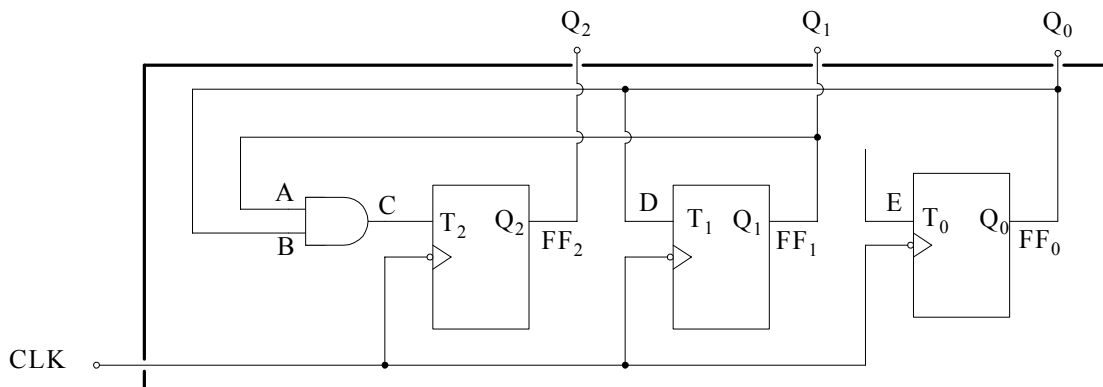 Q₂ Q₁ Q₀
A C D E
T₂ Q₂ T₁ Q₁ T₀ Q₀
B FF₂ FF₁ FF₀
CLK